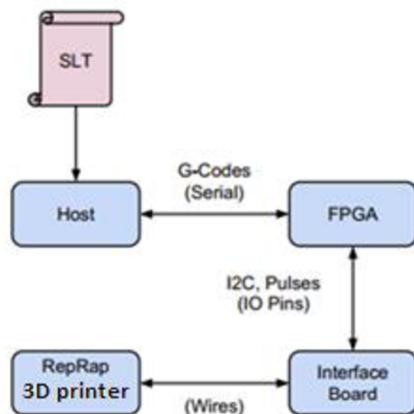 SLT
G-Codes
(Serial)
Host
FPGA
I2C, Pulses
(IO Pins)
RepRap
3D printer
(Wires)
Interface
Board